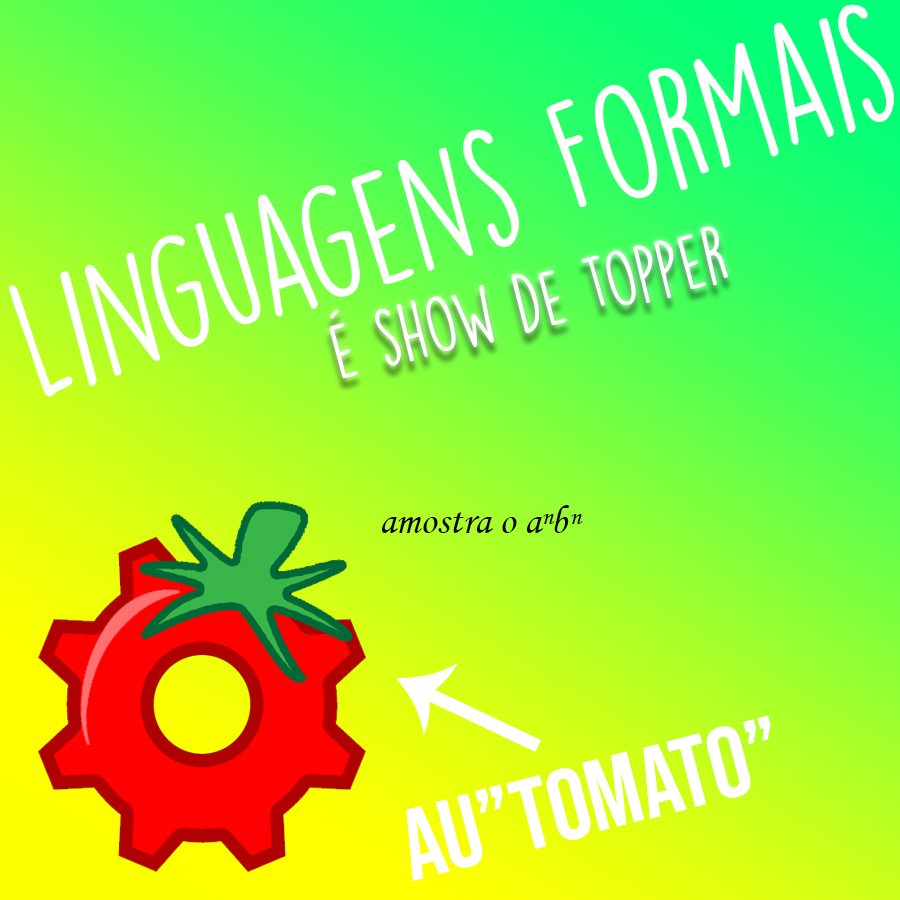 LINGUAGENS FORMAIS
É SHOW DE TOPPER
amostra o aⁿbⁿ
AU”TOMATO”